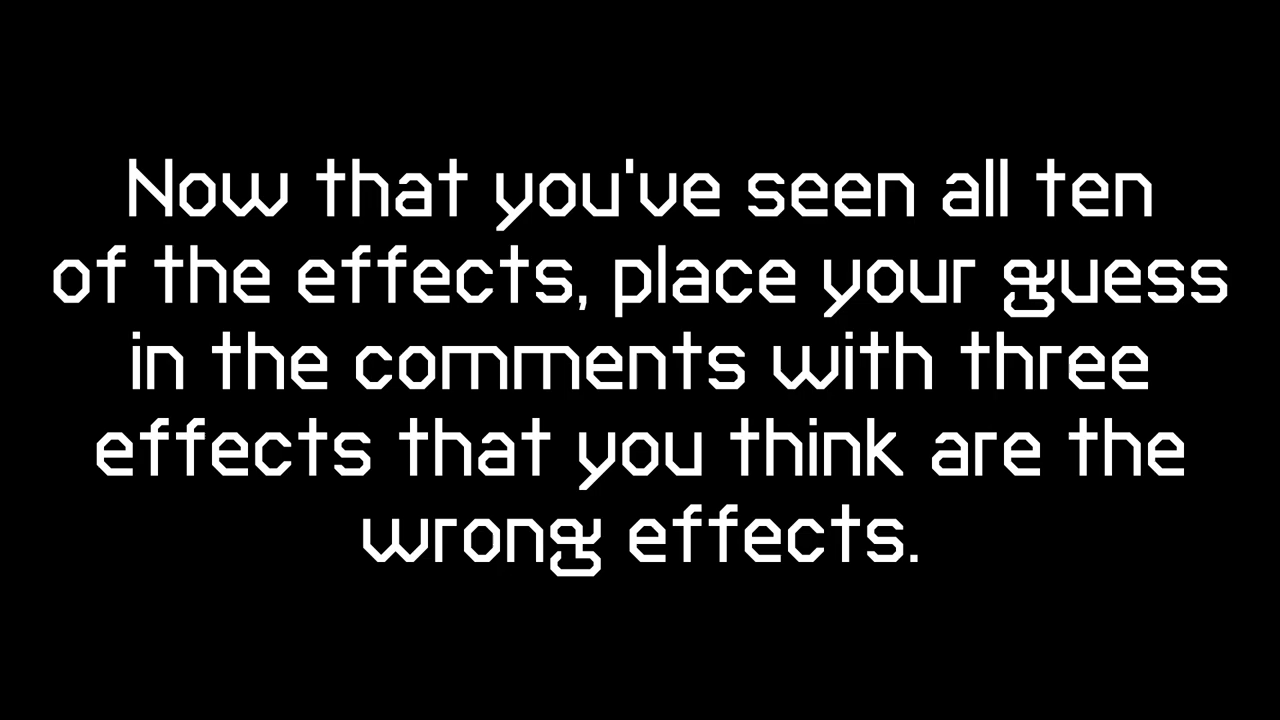 Now that you've seen all ten
of the effects, place your guess
in the comments with three
effects that you think are the
wrong effects.